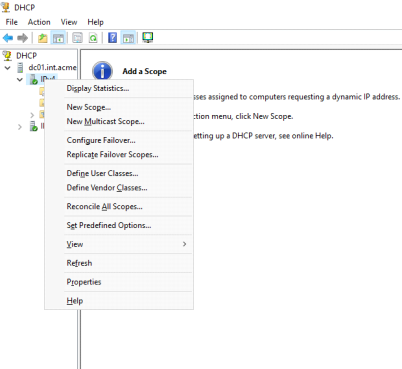 DHCP
File Action View Help
DHCP
dc01.int.acme
IPv4
Add a Scope
Display Statistics...
sses assigned to computers requesting a dynamic IP address.
New Scope...
ction menu, click New Scope.
New Multicast Scope...
etting up a DHCP server, see online Help.
Configure Failover...
Replicate Failover Scopes...
Define User Classes...
Define Vendor Classes...
Reconcile All Scopes...
Set Predefined Options...
View
Refresh
Properties
Help